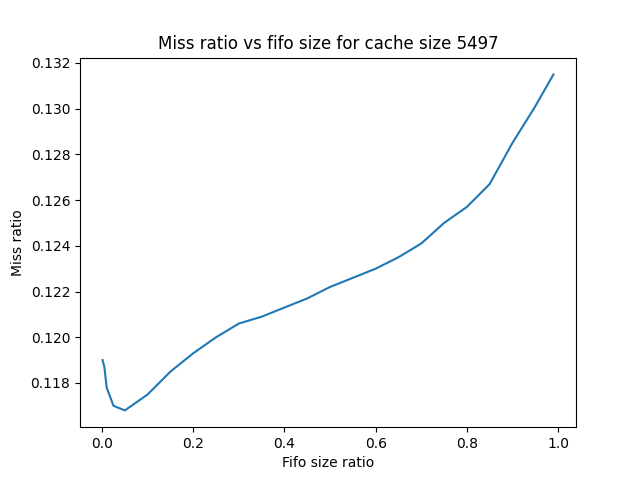 Miss ratio vs fifo size for cache size 5497
Miss ratio
0.132
0.130
0.128
0.126
0.124
0.122
0.120
0.118
0.0 0.2 0.4 0.6 0.8 1.0
Fifo size ratio